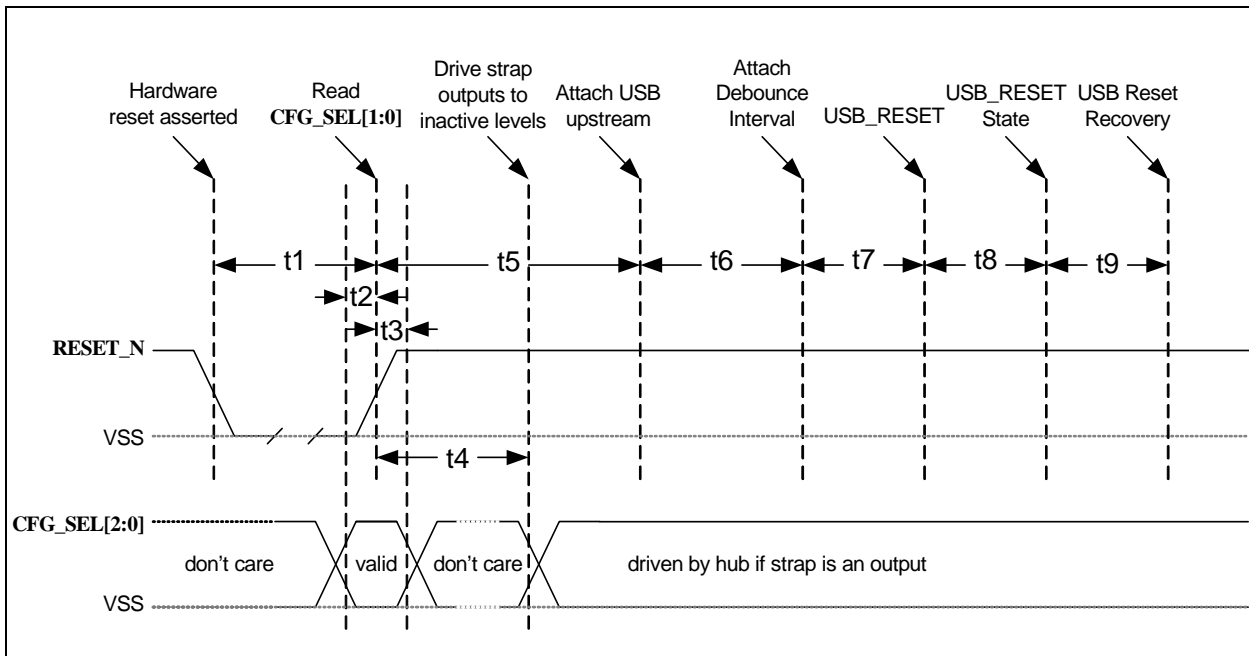 Hardware
reset asserted
Read
CFG_SEL[1:0]
Drive strap
outputs to
inactive levels
Attach USB
upstream
Attach
Debounce
Interval
USB_RESET
USB_RESET
State
USB Reset
Recovery
t1
t5
t6
t7
t8
t9
t2
t3
RESET_N
VSS
t4
CFG_SEL[2:0]
don't care
valid
don't care
driven by hub if strap is an output
VSS